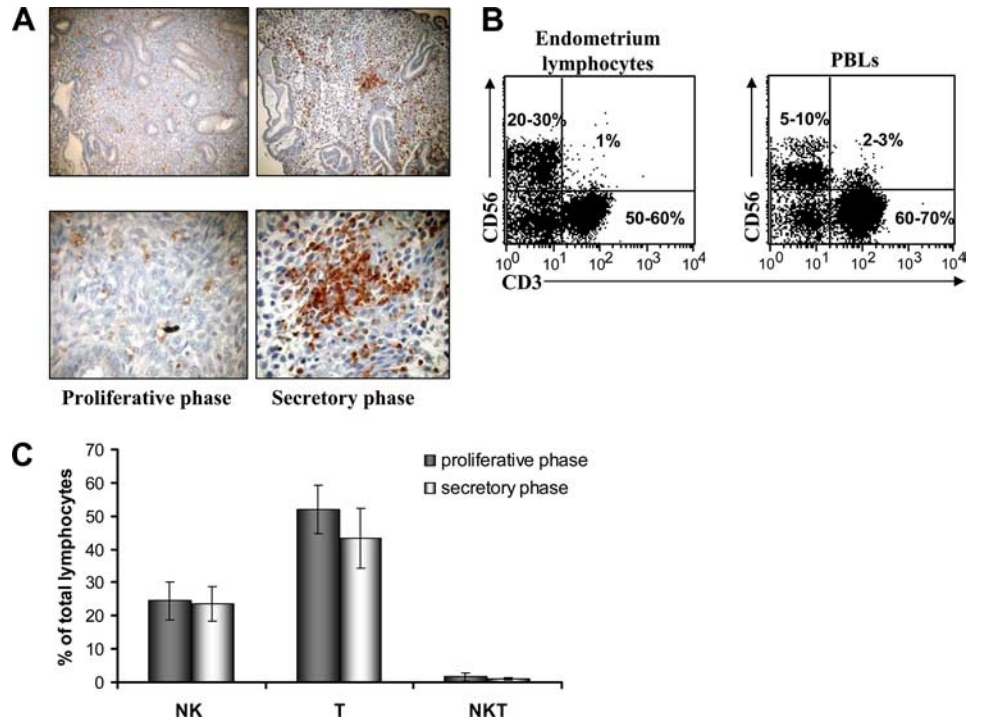 A
Proliferative phase
Secretory phase
B
Endometrium
lymphocytes
PBLs
20-30%
1%
50-60%
5-10%
2-3%
60-70%
CD56
CD56
10^0 10^1 10^2 10^3 10^4
10^0 10^1 10^2 10^3 10^4
CD3
C
% of total lymphocytes
70
60
50
40
30
20
10
0
proliferative phase
secretory phase
NK
T
NKT